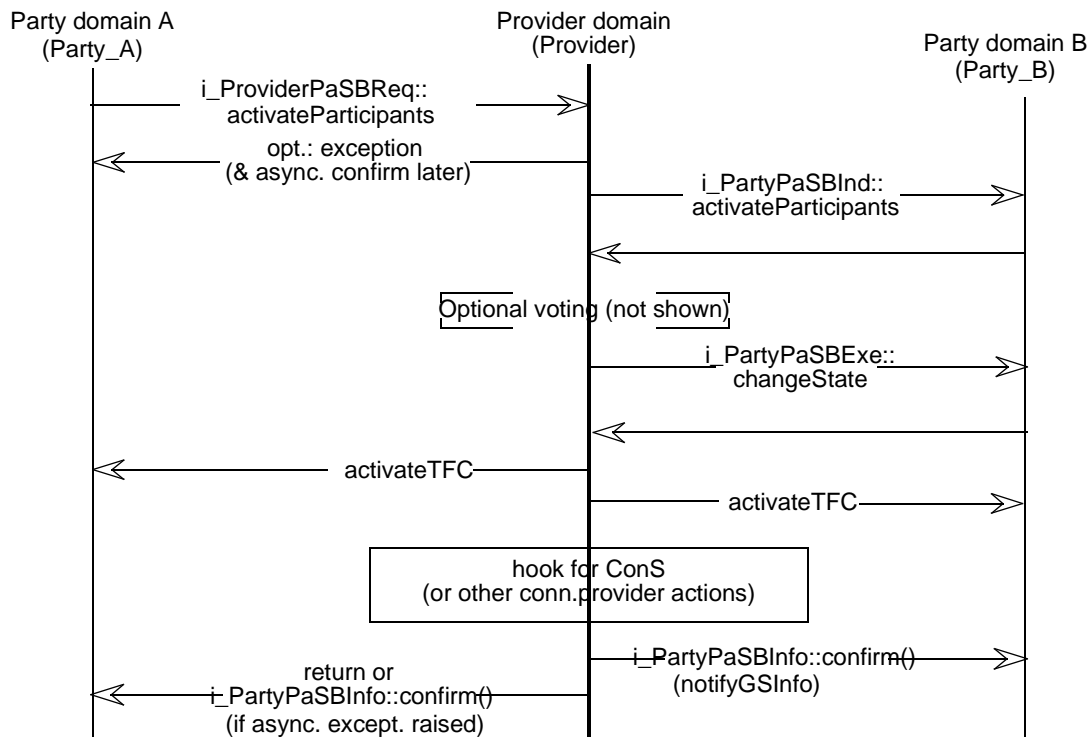 Party domain A
(Party_A)
Provider domain
(Provider)
Party domain B
(Party_B)
i_ProviderPaSBReq::
activateParticipants
opt.: exception
(& async. confirm later)
i_PartyPaSBInd::
activateParticipants
Optional voting (not shown)
i_PartyPaSBExe::
changeState
activateTFC
activateTFC
hook for ConS
(or other conn.provider actions)
i_PartyPaSBInfo::confirm()
(notifyGSInfo)
return or
i_PartyPaSBInfo::confirm()
(if async. except. raised)